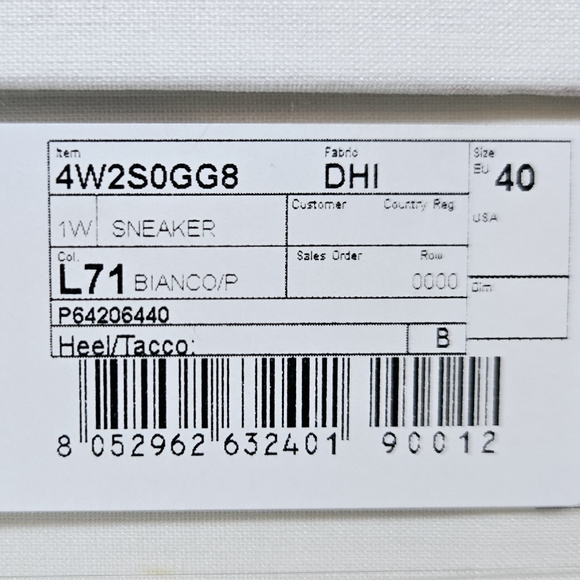 Item Fabric Size
4W2S0GG8 DHI EU 40
Customer Country Reg
1W SNEAKER USA
Col. Sales Order Row
L71 BIANCO/P 0000 Dim
P64206440
Heel/Tacco: B
8 052962 632401 90012